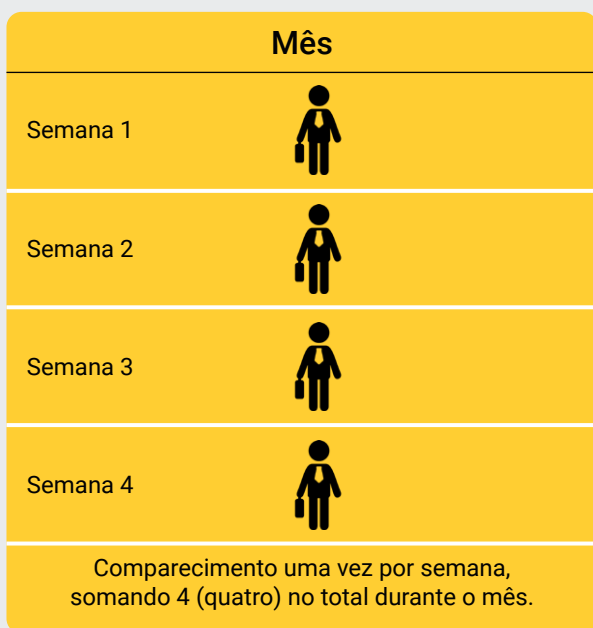 Mês
Semana 1
Semana 2
Semana 3
Semana 4
Comparecimento uma vez por semana,
somando 4 (quatro) no total durante o mês.